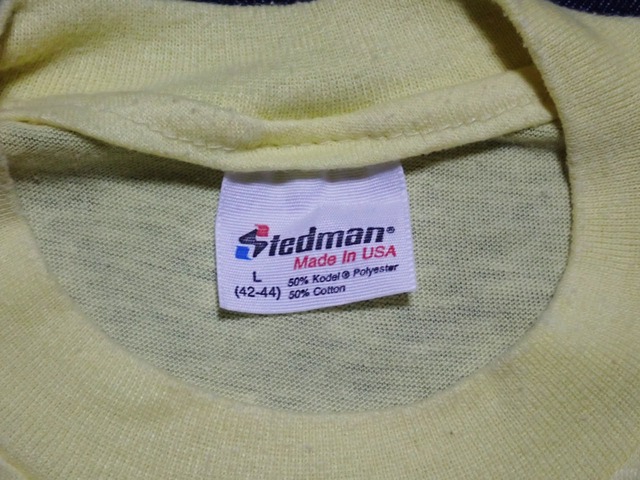 Stedman®
Made In USA
L
(42-44)
50% Kodel® Polyester
50% Cotton